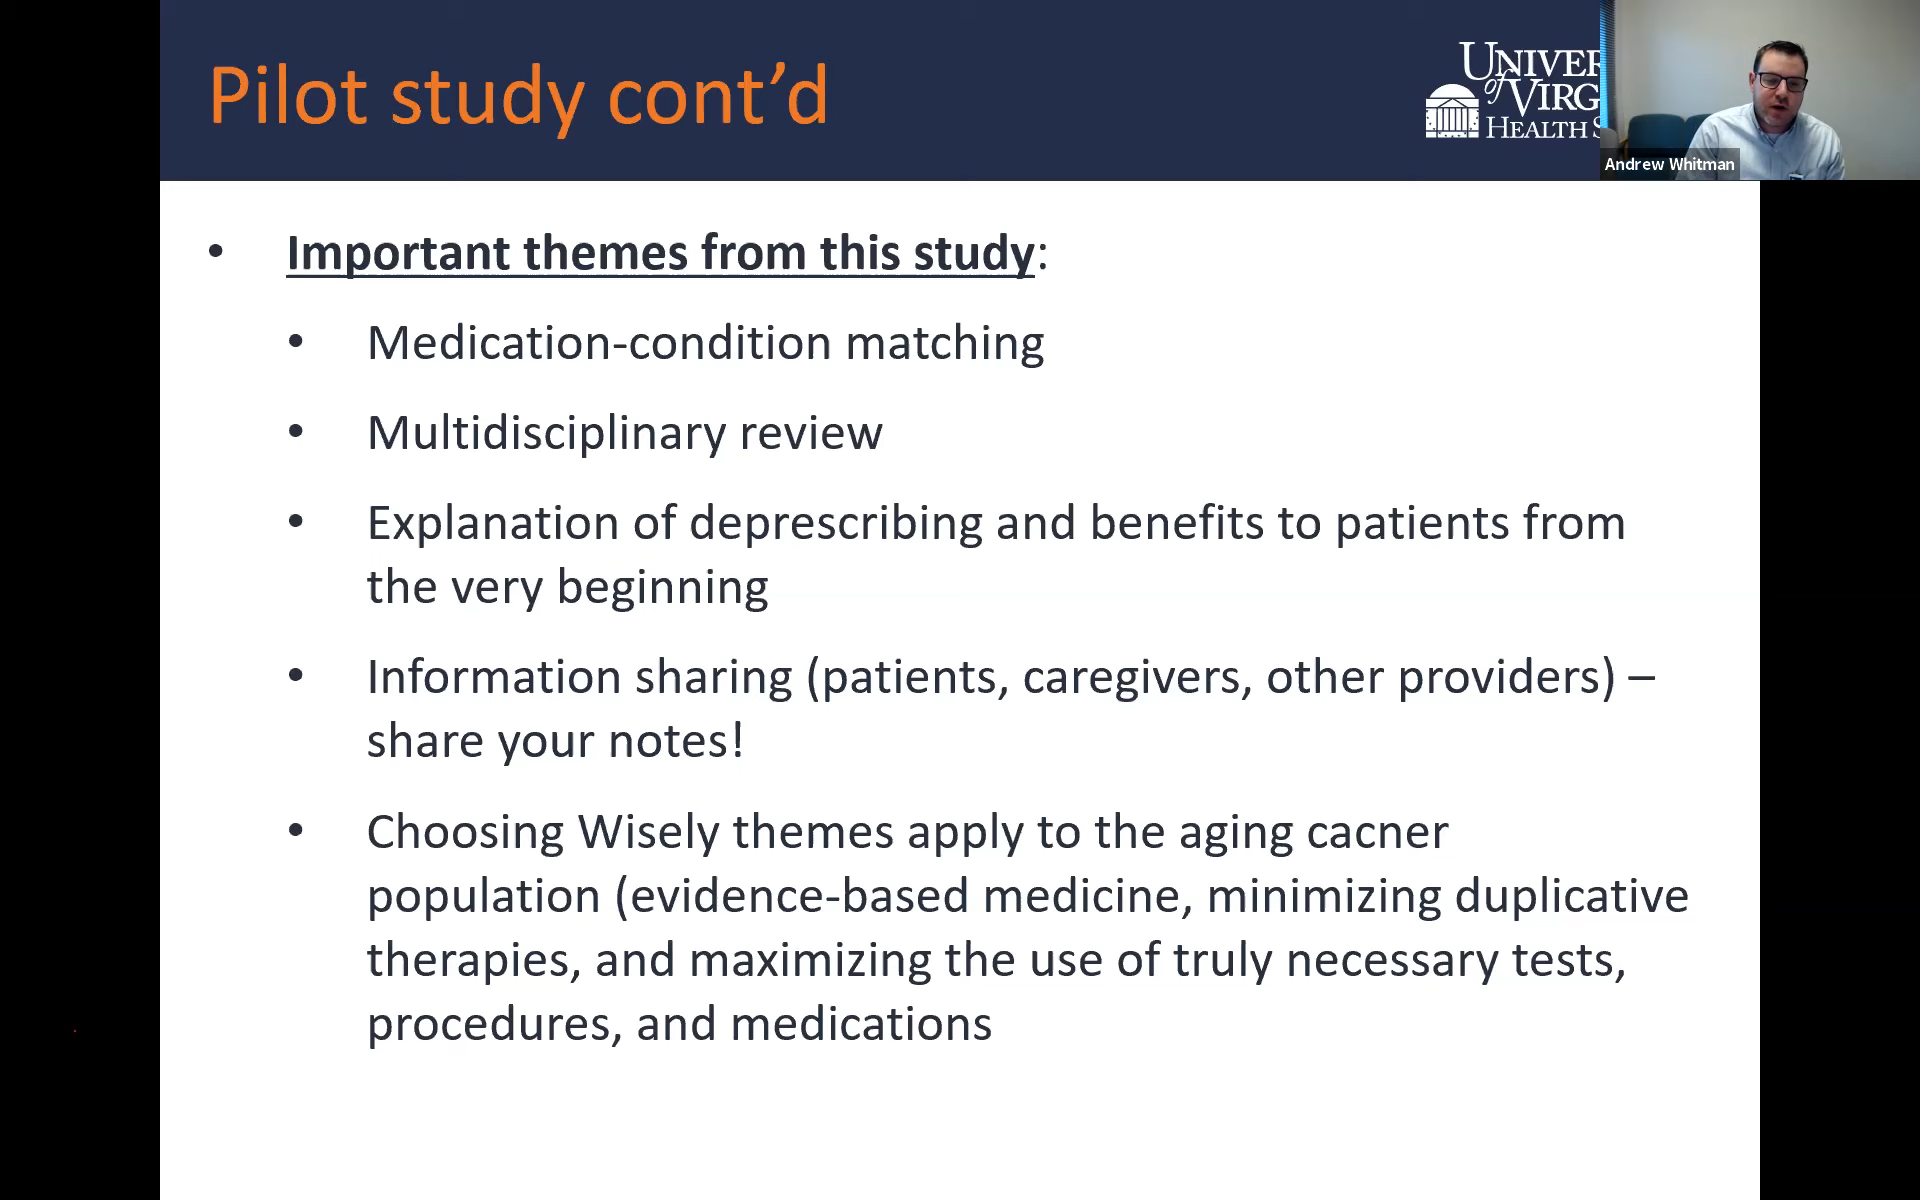 Pilot study cont’d
UNIVER
of VIRG
HEALTH S
Andrew Whitman
• Important themes from this study:
• Medication-condition matching
• Multidisciplinary review
• Explanation of deprescribing and benefits to patients from
the very beginning
• Information sharing (patients, caregivers, other providers) –
share your notes!
• Choosing Wisely themes apply to the aging cacner
population (evidence-based medicine, minimizing duplicative
therapies, and maximizing the use of truly necessary tests,
procedures, and medications